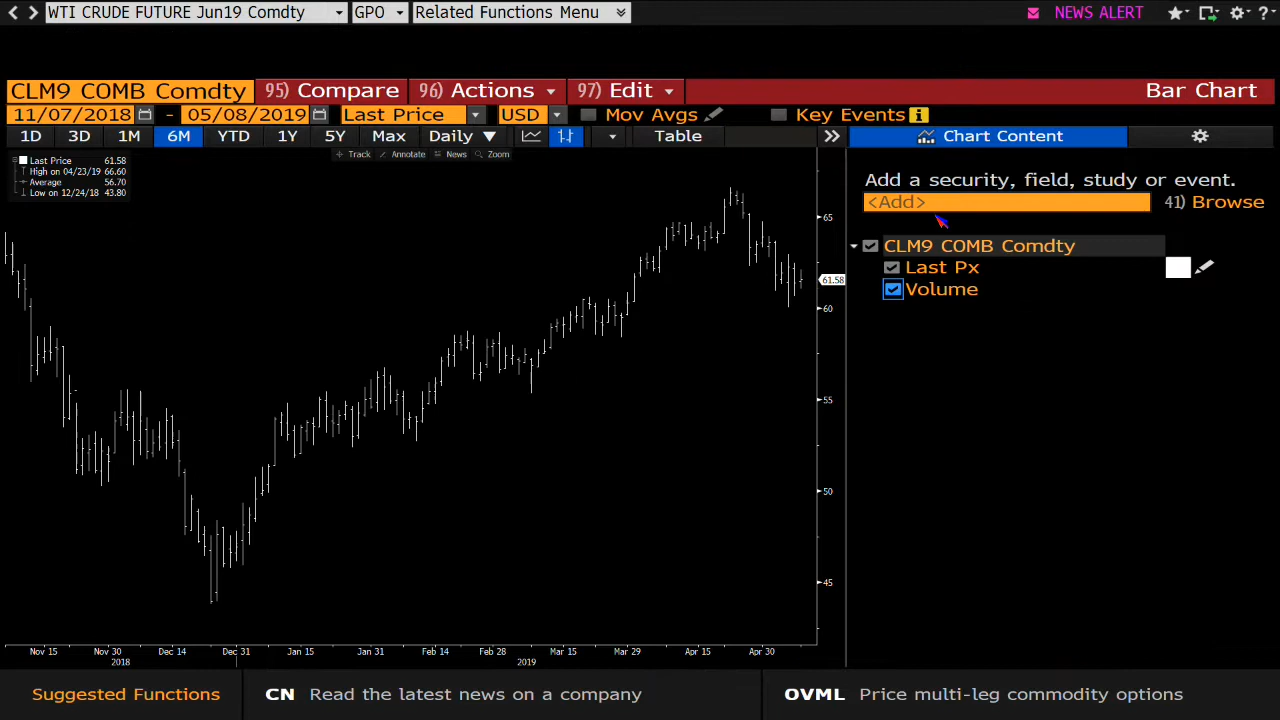 WTI CRUDE FUTURE Jun19 Comdty GPO Related Functions Menu NEWS ALERT ?
CLM9 COMB Comdty 95) Compare 96) Actions 97) Edit Bar Chart
11/07/2018 - 05/08/2019 Last Price USD Mov Avgs Key Events i
1D 3D 1M 6M YTD 1Y 5Y Max Daily Table Chart Content
Track Annotate News Zoom
Last Price 61.58
High on 04/23/19 66.60
Average 56.70
Low on 12/24/18 43.80
Add a security, field, study or event.
<Add> 41) Browse
CLM9 COMB Comdty
Last Px
Volume
65
61.58
60
55
50
45
Nov 15 Nov 30 Dec 14 Dec 31 Jan 15 Jan 31 Feb 14 Feb 28 Mar 15 Mar 29 Apr 15 Apr 30
2018 2019
Suggested Functions CN Read the latest news on a company OVML Price multi-leg commodity options